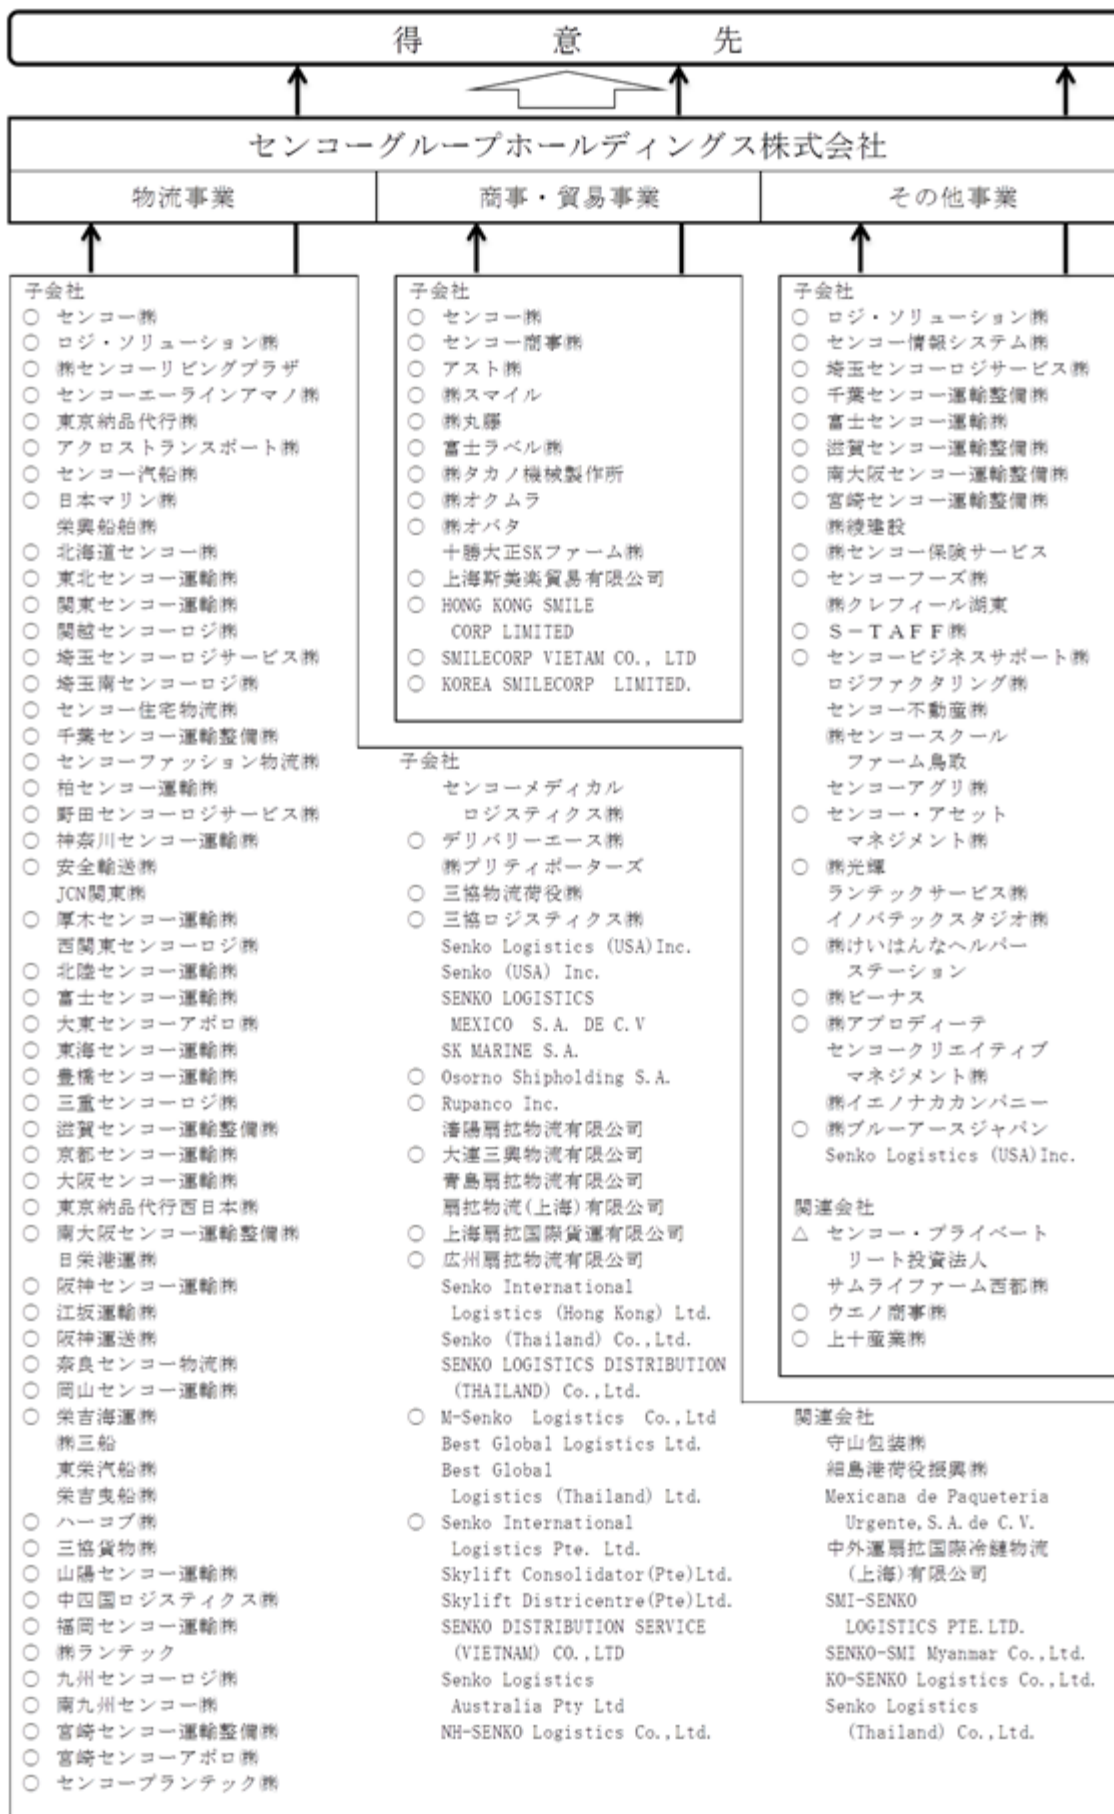 得意先
センコーグループホールディングス株式会社
物流事業
商事・貿易事業
その他事業
子会社
○ センコー㈱
○ ロジ・ソリューション㈱
○ ㈱センコーリビングプラザ
○ センコーエーラインアマノ㈱
○ 東京納品代行㈱
○ アクロストランスポート㈱
○ センコー汽船㈱
○ 日本マリン㈱
栄興船舶㈱
○ 北海道センコー㈱
○ 東北センコー運輸㈱
○ 関東センコー運輸㈱
○ 関越センコーロジ㈱
○ 埼玉センコーロジサービス㈱
○ 埼玉南センコーロジ㈱
○ センコー住宅物流㈱
○ 千葉センコー運輸整備㈱
○ センコーファッション物流㈱
○ 柏センコー運輸㈱
○ 野田センコーロジサービス㈱
○ 神奈川センコー運輸㈱
○ 安全輸送㈱
JCN関東㈱
○ 厚木センコー運輸㈱
西関東センコーロジ㈱
○ 北陸センコー運輸㈱
○ 富士センコー運輸㈱
○ 大東センコーアポロ㈱
○ 東海センコー運輸㈱
○ 豊橋センコー運輸㈱
○ 三重センコーロジ㈱
○ 滋賀センコー運輸整備㈱
○ 京都センコー運輸㈱
○ 大阪センコー運輸㈱
○ 東京納品代行西日本㈱
○ 南大阪センコー運輸整備㈱
日栄港運㈱
○ 阪神センコー運輸㈱
○ 江坂運輸㈱
○ 阪神運送㈱
○ 奈良センコー物流㈱
○ 岡山センコー運輸㈱
○ 栄吉海運㈱
㈱三船
東栄汽船㈱
栄吉曳船㈱
○ ハーコブ㈱
○ 三協貨物㈱
○ 山陽センコー運輸㈱
○ 中四国ロジスティクス㈱
○ 福岡センコー運輸㈱
○ ㈱ランテック
○ 九州センコーロジ㈱
○ 南九州センコー㈱
○ 宮崎センコー運輸整備㈱
○ 宮崎センコーアポロ㈱
○ センコープランテック㈱
子会社
○ センコー㈱
○ センコー商事㈱
○ アスト㈱
○ ㈱スマイル
○ ㈱丸藤
○ 富士ラベル㈱
○ ㈱タカノ機械製作所
○ ㈱オクムラ
○ ㈱オバタ
十勝大正SKファーム㈱
○ 上海斯美楽貿易有限公司
○ HONG KONG SMILE
CORP LIMITED
○ SMILECORP VIETAM CO., LTD
○ KOREA SMILECORP LIMITED.
子会社
センコーメディカル
ロジスティクス㈱
○ デリバリーエース㈱
㈱プリティポーターズ
○ 三協物流荷役㈱
○ 三協ロジスティクス㈱
Senko Logistics (USA)Inc.
Senko (USA) Inc.
SENKO LOGISTICS
MEXICO S.A. DE C.V
SK MARINE S.A.
○ Osorno Shipholding S.A.
○ Rupanco Inc.
瀋陽扇拡物流有限公司
○ 大連三興物流有限公司
青島扇拡物流有限公司
扇拡物流(上海)有限公司
○ 上海扇拡国際貨運有限公司
○ 広州扇拡物流有限公司
Senko International
Logistics (Hong Kong) Ltd.
Senko (Thailand) Co.,Ltd.
SENKO LOGISTICS DISTRIBUTION
(THAILAND) Co.,Ltd.
○ M-Senko Logistics Co.,Ltd
Best Global Logistics Ltd.
Best Global
Logistics (Thailand) Ltd.
○ Senko International
Logistics Pte. Ltd.
Skylift Consolidator(Pte)Ltd.
Skylift Districentre(Pte)Ltd.
SENKO DISTRIBUTION SERVICE
(VIETNAM) CO.,LTD
Senko Logistics
Australia Pty Ltd
NH-SENKO Logistics Co.,Ltd.
子会社
○ ロジ・ソリューション㈱
○ センコー情報システム㈱
○ 埼玉センコーロジサービス㈱
○ 千葉センコー運輸整備㈱
○ 富士センコー運輸㈱
○ 滋賀センコー運輸整備㈱
○ 南大阪センコー運輸整備㈱
○ 宮崎センコー運輸整備㈱
㈱綾建設
○ ㈱センコー保険サービス
○ センコーフーズ㈱
㈱クレフィール湖東
○ S-TAFF㈱
○ センコービジネスサポート㈱
ロジファクタリング㈱
センコー不動産㈱
㈱センコースクール
ファーム鳥取
センコーアグリ㈱
○ センコー・アセット
マネジメント㈱
○ ㈱光輝
ランテックサービス㈱
イノバテックスタジオ㈱
○ ㈱けいはんなヘルパー
ステーション
○ ㈱ビーナス
○ ㈱アプロディーテ
センコークリエイティブ
マネジメント㈱
㈱イエノナカカンパニー
○ ㈱ブルーアースジャパン
Senko Logistics (USA)Inc.
関連会社
△ センコー・プライベート
リート投資法人
サムライファーム西都㈱
○ ウエノ商事㈱
○ 上十産業㈱
関連会社
守山包装㈱
細島港荷役振興㈱
Mexicana de Paqueteria
Urgente,S.A.de C.V.
中外運扇拡国際冷鏈物流
(上海)有限公司
SMI-SENKO
LOGISTICS PTE.LTD.
SENKO-SMI Myanmar Co.,Ltd.
KO-SENKO Logistics Co.,Ltd.
Senko Logistics
(Thailand) Co.,Ltd.